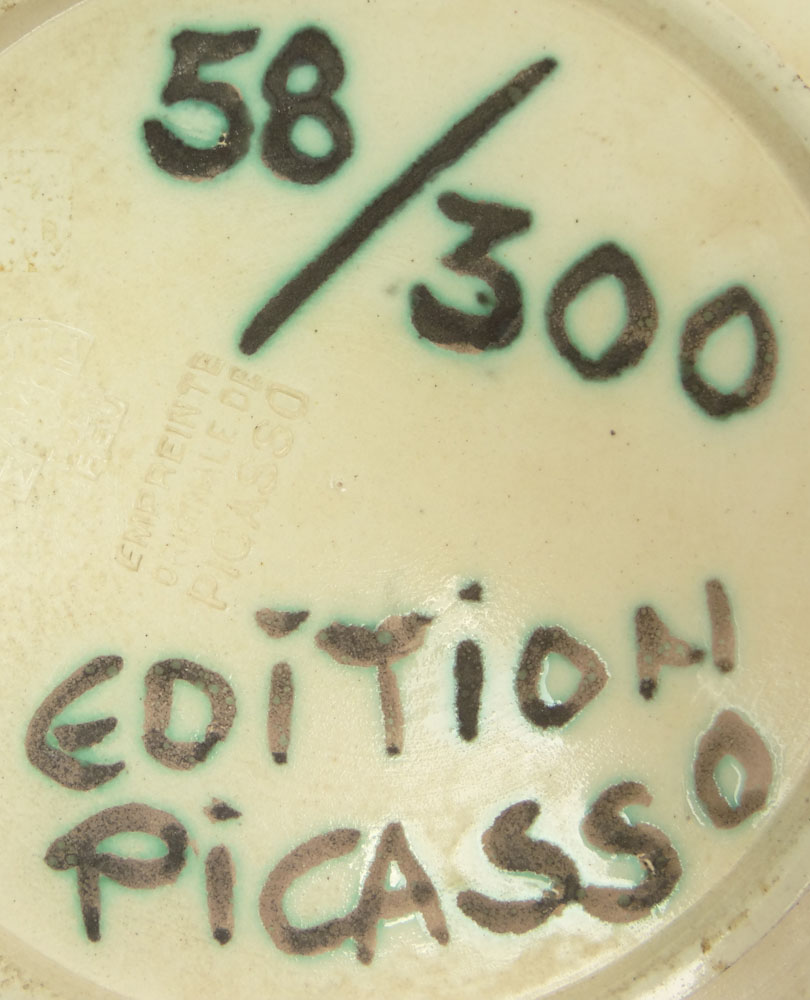 58/300
EMPREINTE
ORIGINALE DE
PICASSO
EDiTiON
PiCASSO